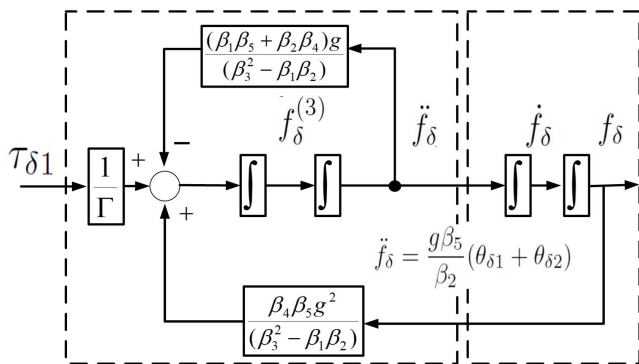 (β₁β₅ + β₂β₄)g / (β₃² − β₁β₂)
−
f_δ^(3)
f̈_δ
ḟ_δ
f_δ
τ_δ1
1 / Γ
+
∫
∫
∫
∫
+
f̈_δ = gβ₅ / β₂ (θ_δ1 + θ_δ2)
β₄β₅g² / (β₃² − β₁β₂)